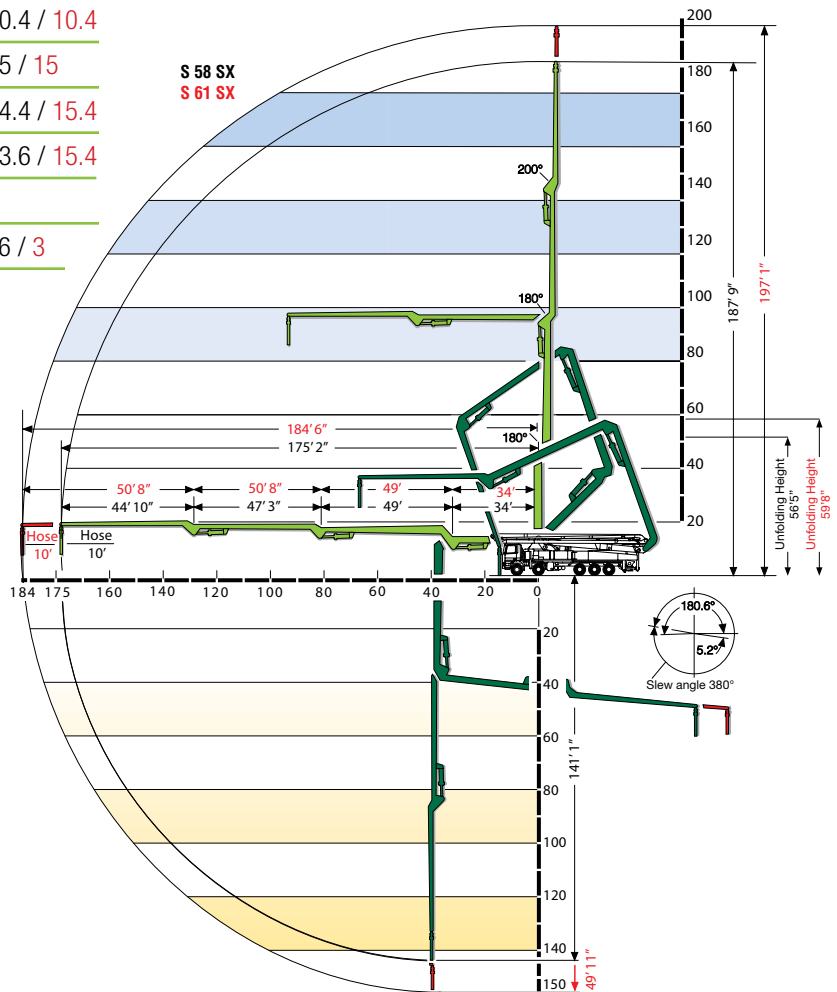 0.4 / 10.4
5 / 15
4.4 / 15.4
3.6 / 15.4
6 / 3
S 58 SX
S 61 SX
200
180
160
140
120
100
80
60
40
20
200°
180°
180°
187' 9"
197' 1"
184' 6"
175' 2"
50' 8" 50' 8" 49' 34'
44' 10" 47' 3" 49' 34'
Hose
10'
Hose
10'
Unfolding Height
56'5"
Unfolding Height
59'8"
184 175 160 140 120 100 80 60 40 20 0
20
40
60
80
100
120
140
150
141' 1"
49' 11"
180.6°
5.2°
Slew angle 380°